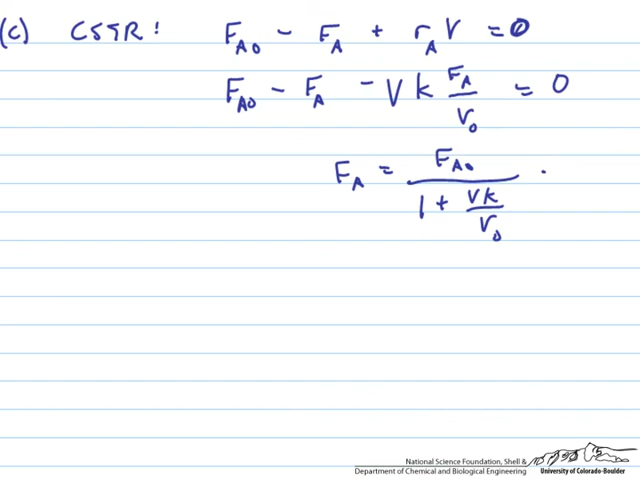 (C) CSTR: F_A0 - F_A + r_A V = 0
F_A0 - F_A - V k F_A/v_0 = 0
F_A = F_A0 / (1 + Vk/v_0) .
National Science Foundation, Shell &
Department of Chemical and Biological Engineering
University of Colorado-Boulder